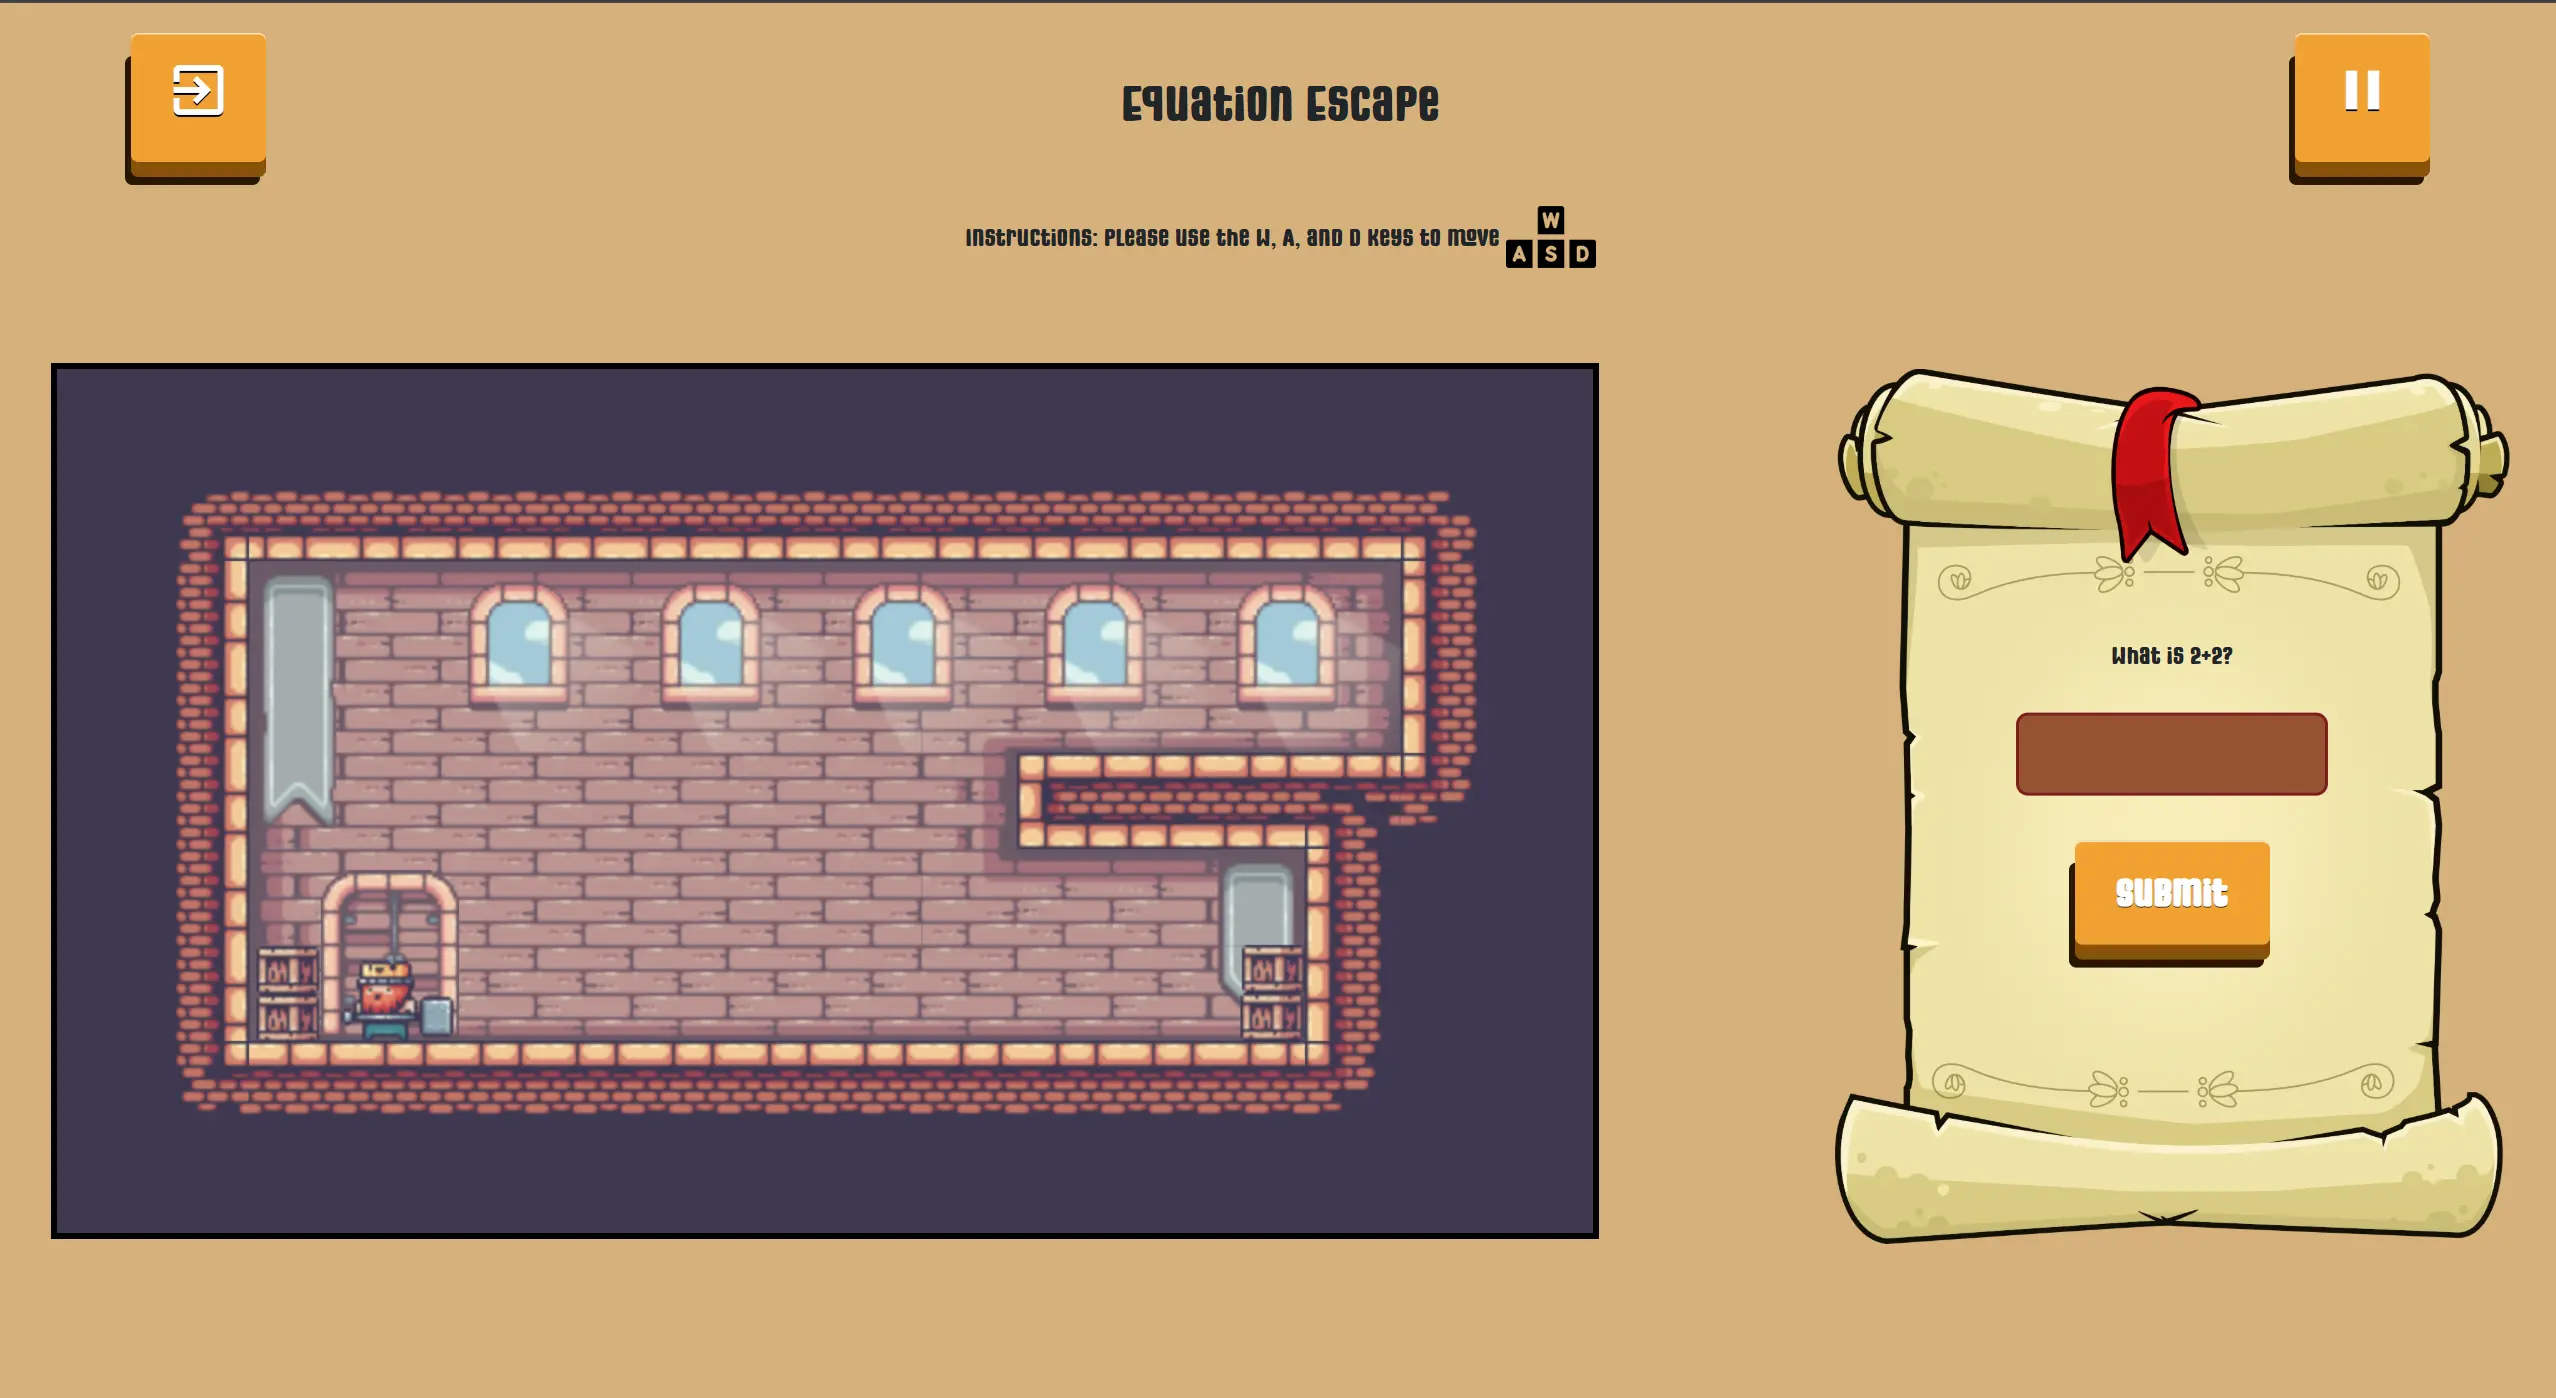 Equation Escape
Instructions: Please use the W, A, and D keys to move
W
A S D
What is 2+2?
Submit